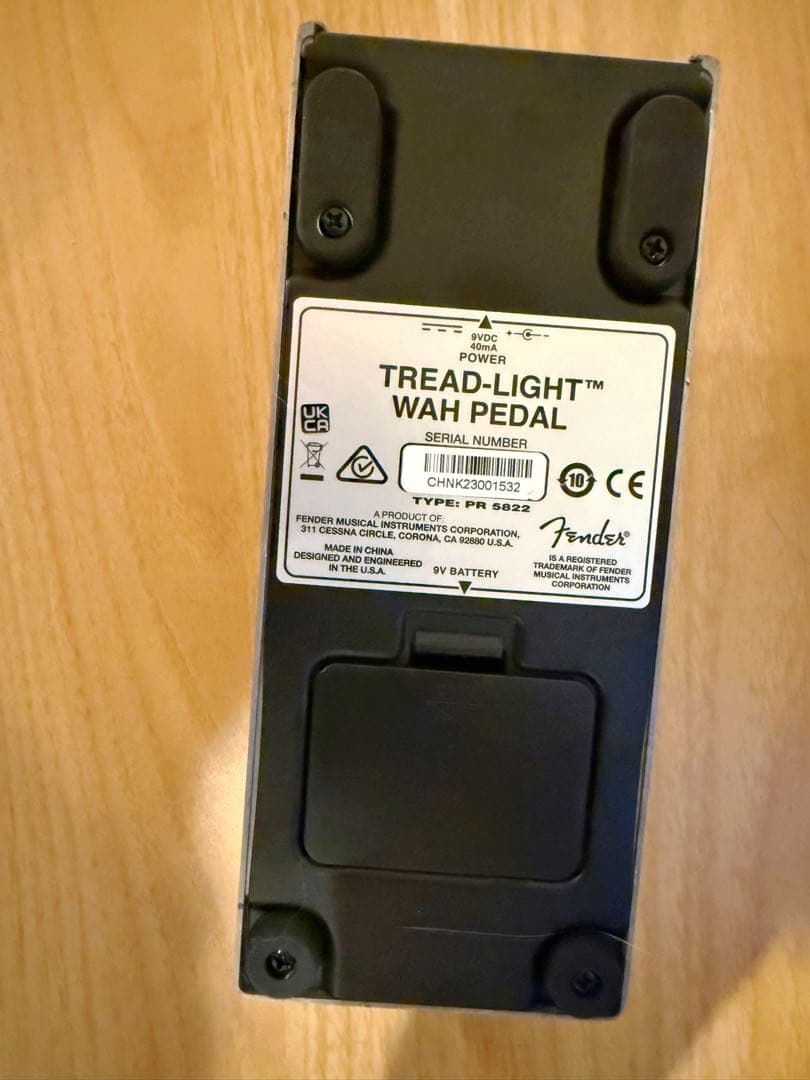 9VDC
40mA
POWER
TREAD-LIGHT™
WAH PEDAL
UK
CA
SERIAL NUMBER
CHNK23001532
10
CE
TYPE: PR 5822
A PRODUCT OF:
FENDER MUSICAL INSTRUMENTS CORPORATION,
311 CESSNA CIRCLE, CORONA, CA 92880 U.S.A.
MADE IN CHINA
DESIGNED AND ENGINEERED
IN THE U.S.A.
9V BATTERY
Fender®
IS A REGISTERED
TRADEMARK OF FENDER
MUSICAL INSTRUMENTS
CORPORATION